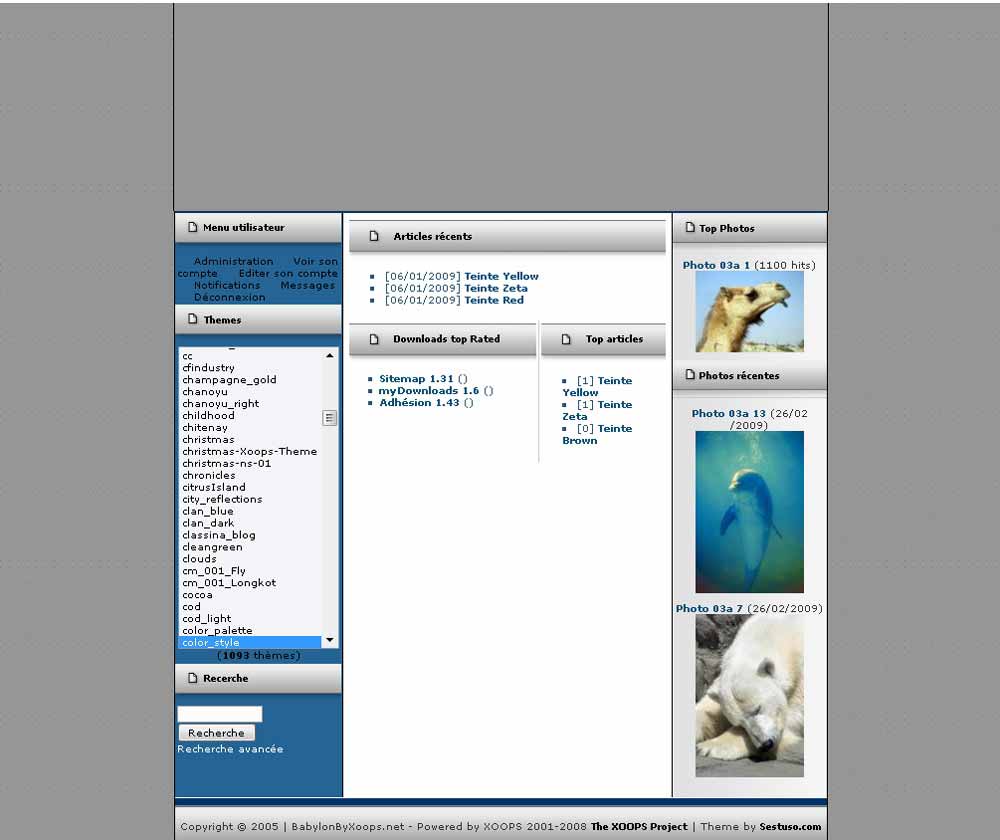 Menu utilisateur
Administration Voir son
compte Editer son compte
Notifications Messages
Déconnexion
Themes
cc
cfindustry
champagne_gold
chanoyu
chanoyu_right
childhood
chitenay
christmas
christmas-Xoops-Theme
christmas-ns-01
chronicles
citrusIsland
city_reflections
clan_blue
clan_dark
classina_blog
cleangreen
clouds
cm_001_Fly
cm_001_Longkot
cocoa
cod
cod_light
color_palette
color_style
(1093 thèmes)
Recerche
Recherche
Recherche avancée
Articles récents
[06/01/2009] Teinte Yellow
[06/01/2009] Teinte Zeta
[06/01/2009] Teinte Red
Downloads top Rated
Sitemap 1.31 ()
myDownloads 1.6 ()
Adhésion 1.43 ()
Top articles
[1] Teinte
Yellow
[1] Teinte
Zeta
[0] Teinte
Brown
Top Photos
Photo 03a 1 (1100 hits)
Photos récentes
Photo 03a 13 (26/02
/2009)
Photo 03a 7 (26/02/2009)
Copyright © 2005 | BabylonByXoops.net - Powered by XOOPS 2001-2008 The XOOPS Project | Theme by Sestuso.com